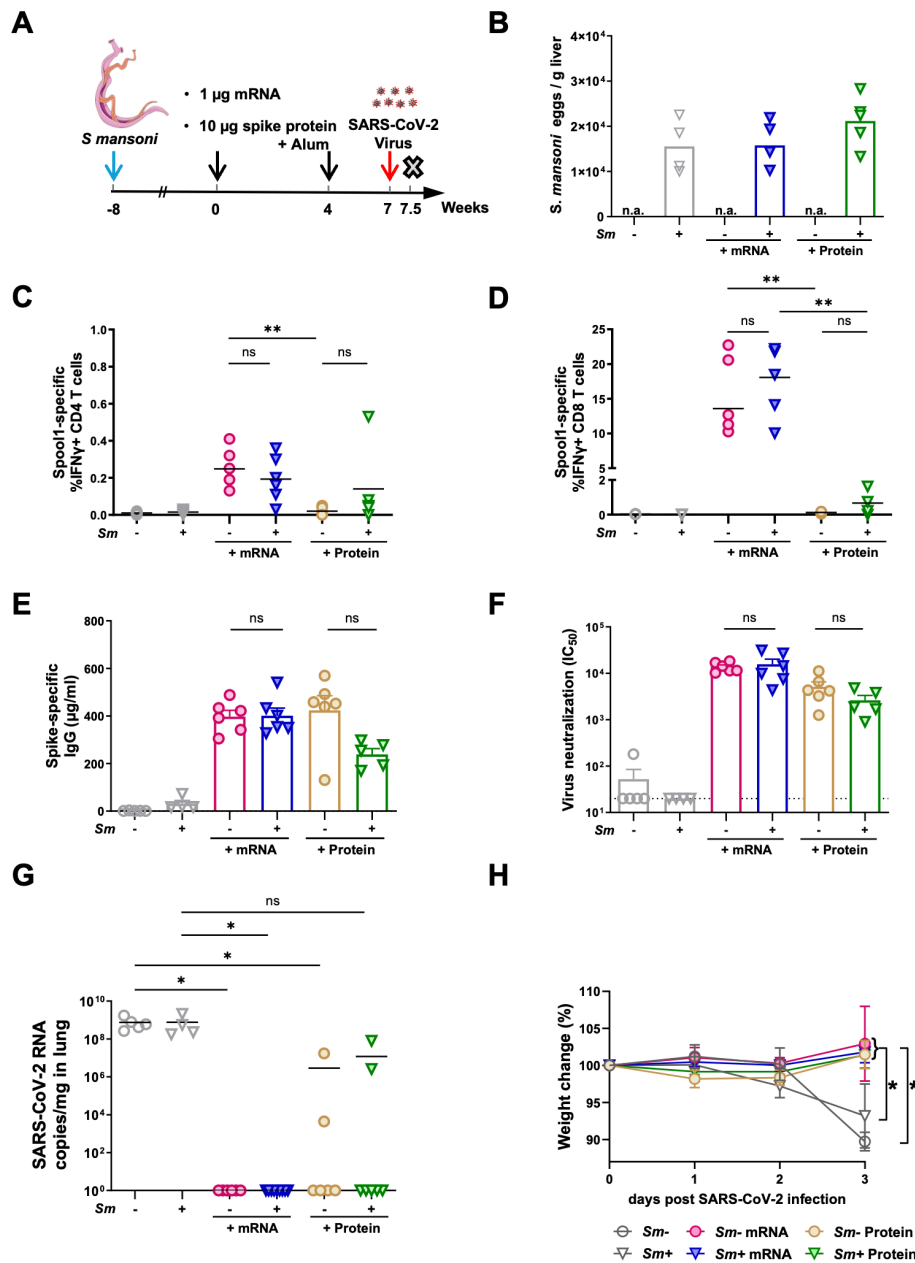 A
S mansoni
• 1 µg mRNA
• 10 µg spike protein
+ Alum
SARS-CoV-2
Virus
-8 0 4 7 7.5 Weeks
B
S. mansoni eggs / g liver
4×10⁴
3×10⁴
2×10⁴
1×10⁴
0
n.a. n.a. n.a.
Sm - + - + - +
+ mRNA + Protein
C
Spool1-specific
%IFNγ+ CD4 T cells
1.0
0.8
0.6
0.4
0.2
0.0
**
ns ns
Sm - + - + - +
+ mRNA + Protein
D
Spool1-specific
%IFNγ+ CD8 T cells
25
20
15
10
5
2
0
**
**
ns ns
Sm - + - + - +
+ mRNA + Protein
E
Spike-specific
IgG (µg/ml)
800
600
400
200
0
ns ns
Sm - + - + - +
+ mRNA + Protein
F
Virus neutralization (IC₅₀)
10⁵
10⁴
10³
10²
10¹
ns ns
Sm - + - + - +
+ mRNA + Protein
G
SARS-CoV-2 RNA
copies/mg in lung
10¹⁰
10⁸
10⁶
10⁴
10²
10⁰
ns
*
*
*
Sm - + - + - +
+ mRNA + Protein
H
Weight change (%)
110
105
100
95
90
0 1 2 3
days post SARS-CoV-2 infection
* *
Sm- Sm- mRNA Sm- Protein
Sm+ Sm+ mRNA Sm+ Protein